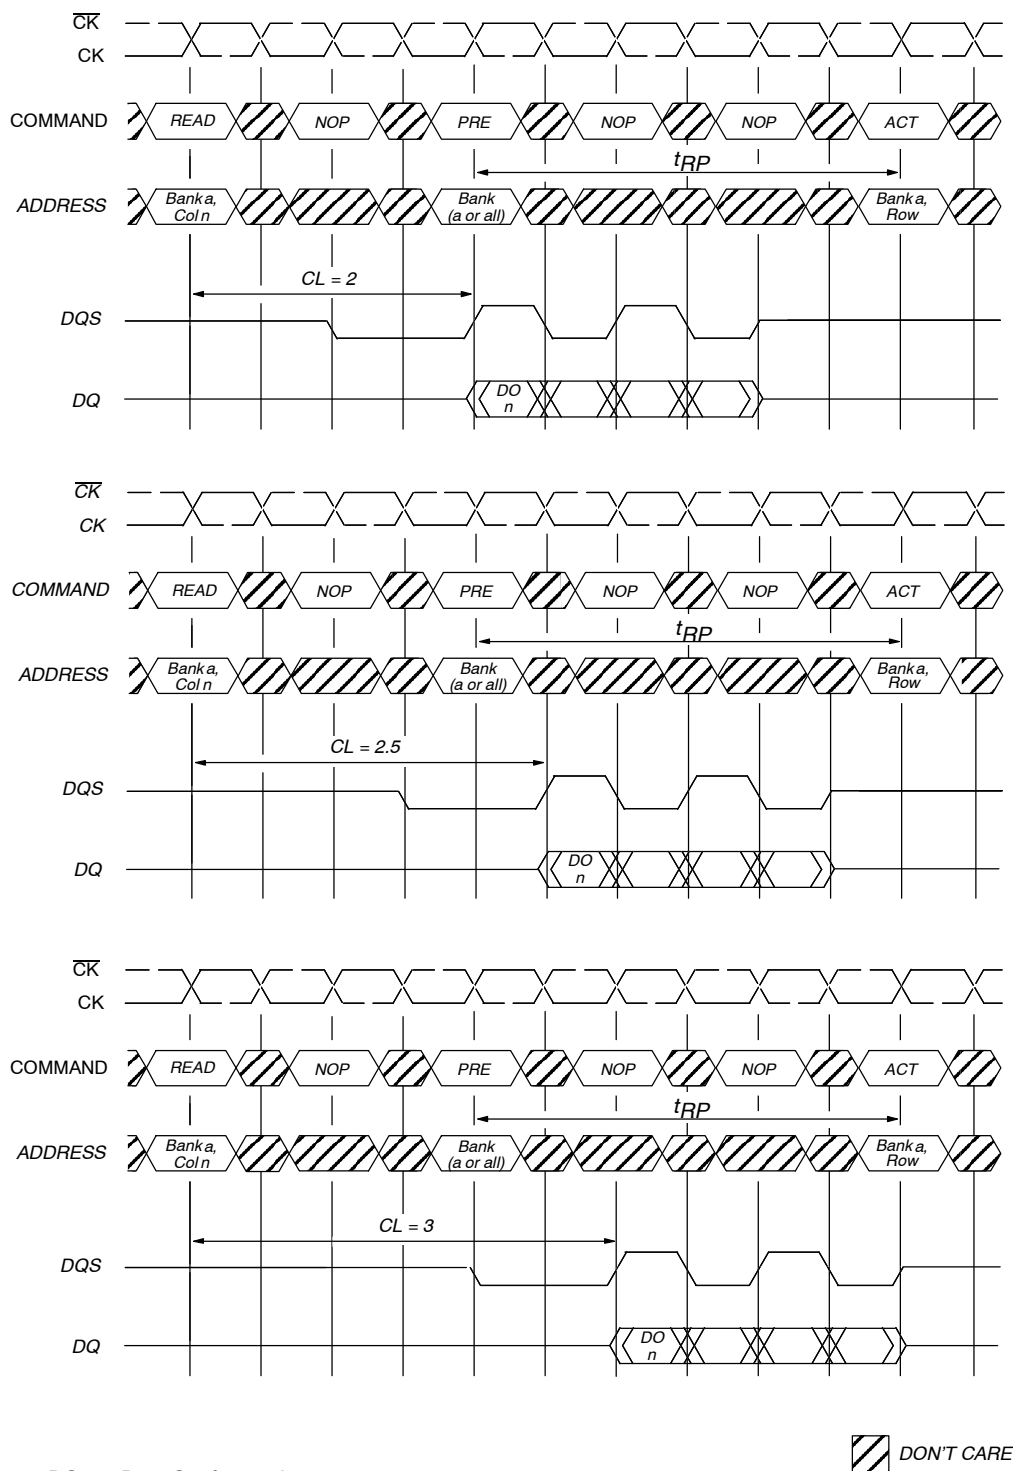 CK
CK
COMMAND READ NOP PRE NOP NOP ACT
tRP
ADDRESS Bank a, Col n Bank (a or all) Bank a, Row
CL = 2
DQS
DQ DO n
CK
CK
COMMAND READ NOP PRE NOP NOP ACT
tRP
ADDRESS Bank a, Col n Bank (a or all) Bank a, Row
CL = 2.5
DQS
DQ DO n
CK
CK
COMMAND READ NOP PRE NOP NOP ACT
tRP
ADDRESS Bank a, Col n Bank (a or all) Bank a, Row
CL = 3
DQS
DQ DO n
DON'T CARE